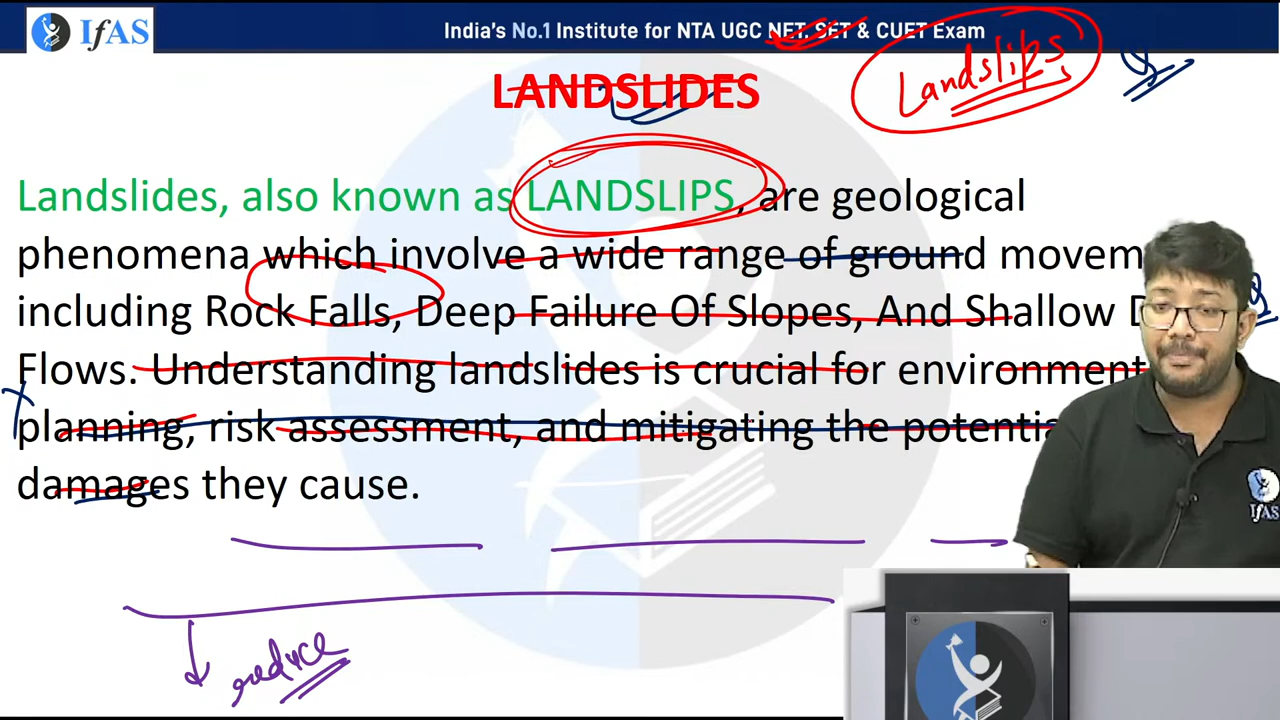 IfAS
India's No.1 Institute for NTA UGC NET, SET & CUET Exam
LANDSLIDES
Landslips
Landslides, also known as LANDSLIPS, are geological
phenomena which involve a wide range of ground movem
including Rock Falls, Deep Failure Of Slopes, And Shallow D
Flows. Understanding landslides is crucial for environment
planning, risk assessment, and mitigating the potentia
damages they cause.
reduce
IfAS